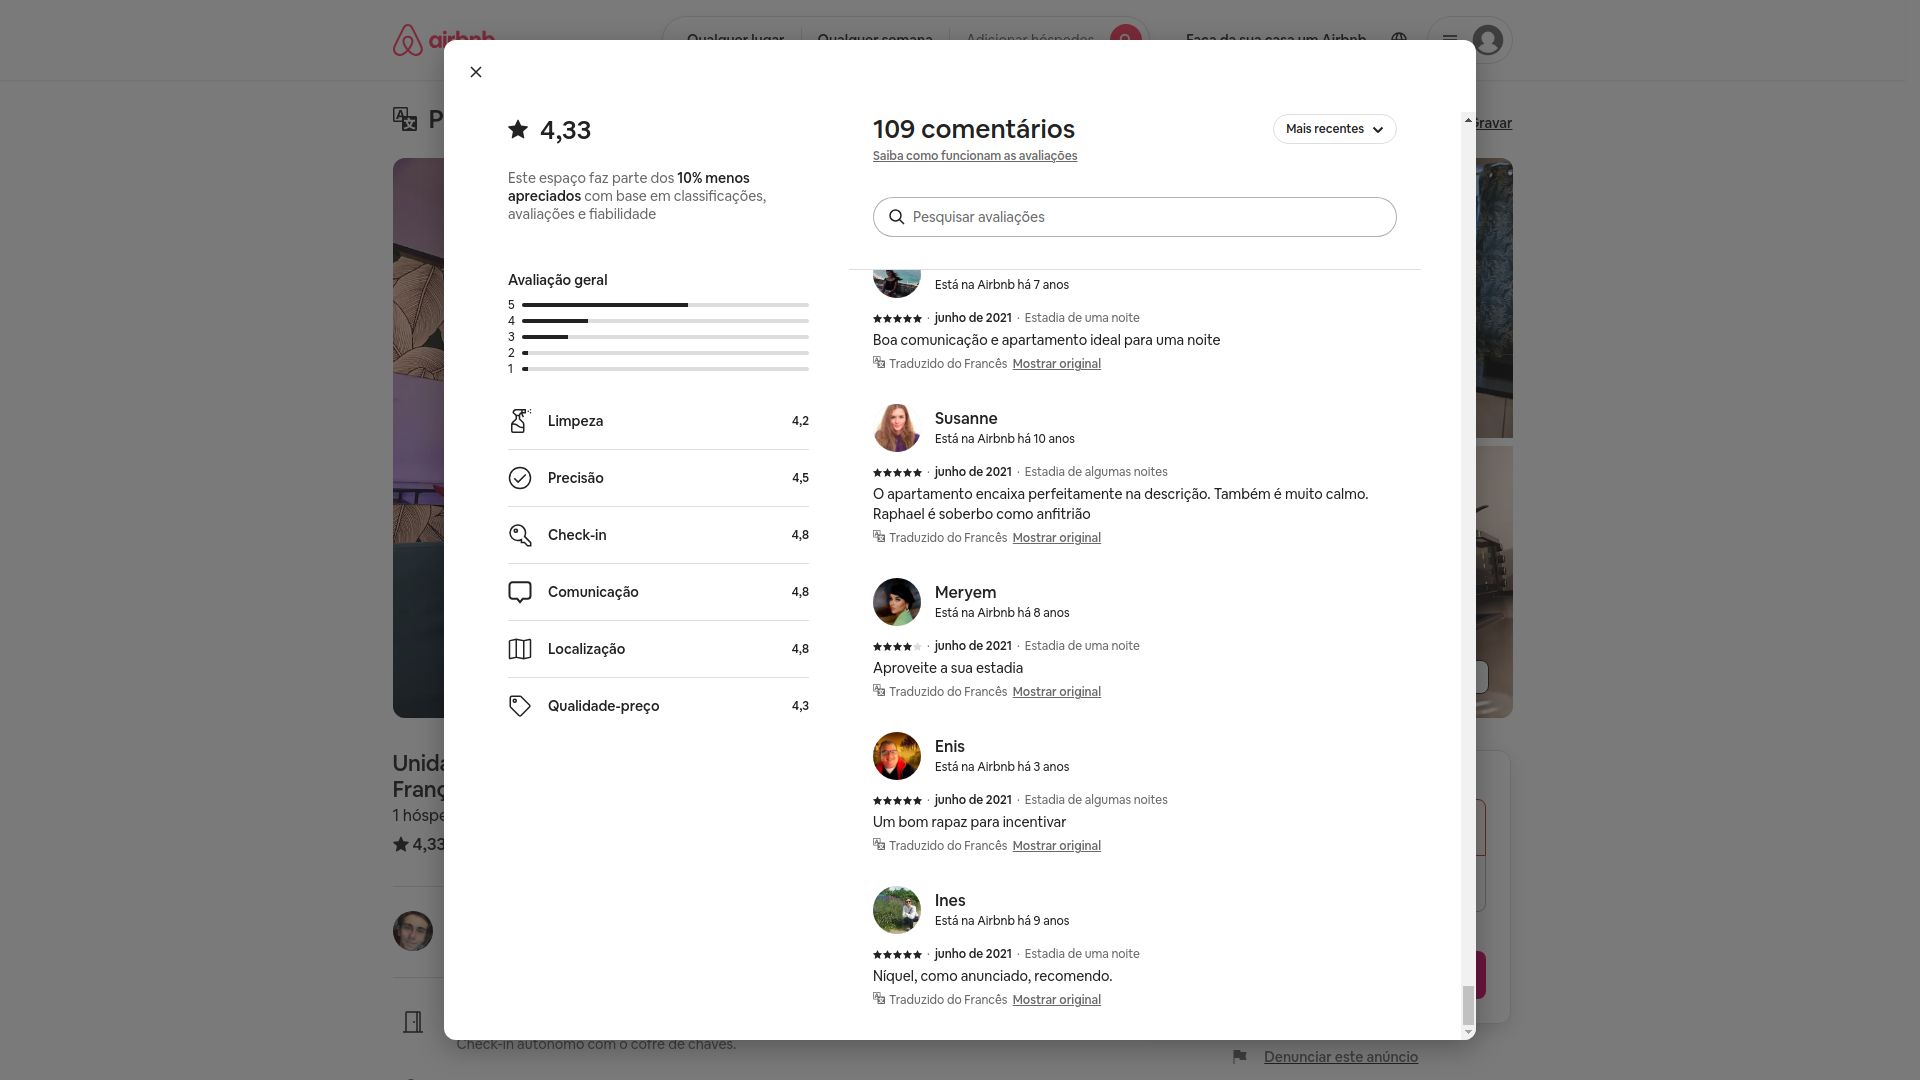 airbnb
Qualquer lugar
Qualquer semana
Adicionar hóspedes
Faça da sua casa um Airbnb
P
Gravar
4,33
Este espaço faz parte dos 10% menos
apreciados com base em classificações,
avaliações e fiabilidade
Avaliação geral
5
4
3
2
1
Limpeza 4,2
Precisão 4,5
Check-in 4,8
Comunicação 4,8
Localização 4,8
Qualidade-preço 4,3
109 comentários
Mais recentes
Saiba como funcionam as avaliações
Pesquisar avaliações
Está na Airbnb há 7 anos
· junho de 2021 · Estadia de uma noite
Boa comunicação e apartamento ideal para uma noite
Traduzido do Francês Mostrar original
Susanne
Está na Airbnb há 10 anos
· junho de 2021 · Estadia de algumas noites
O apartamento encaixa perfeitamente na descrição. Também é muito calmo.
Raphael é soberbo como anfitrião
Traduzido do Francês Mostrar original
Meryem
Está na Airbnb há 8 anos
· junho de 2021 · Estadia de uma noite
Aproveite a sua estadia
Traduzido do Francês Mostrar original
Enis
Está na Airbnb há 3 anos
· junho de 2021 · Estadia de algumas noites
Um bom rapaz para incentivar
Traduzido do Francês Mostrar original
Ines
Está na Airbnb há 9 anos
· junho de 2021 · Estadia de uma noite
Níquel, como anunciado, recomendo.
Traduzido do Francês Mostrar original
Unida
Franç
1 hóspe
4,33
Check-in autónomo com o cofre de chaves.
Denunciar este anúncio